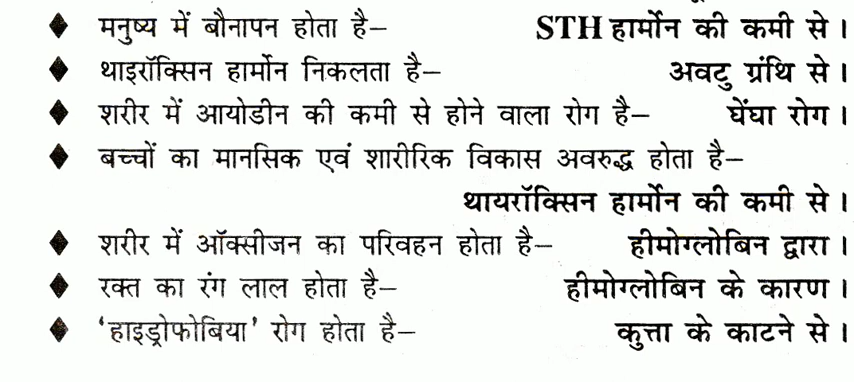 ◆ मनुष्य में बौनापन होता है– STH हार्मोन की कमी से।
◆ थाइरॉक्सिन हार्मोन निकलता है– अवटु ग्रंथि से।
◆ शरीर में आयोडीन की कमी से होने वाला रोग है– घेंघा रोग।
◆ बच्चों का मानसिक एवं शारीरिक विकास अवरुद्ध होता है–
थायरॉक्सिन हार्मोन की कमी से।
◆ शरीर में ऑक्सीजन का परिवहन होता है– हीमोग्लोबिन द्वारा।
◆ रक्त का रंग लाल होता है– हीमोग्लोबिन के कारण।
◆ ‘हाइड्रोफोबिया’ रोग होता है– कुत्ता के काटने से।